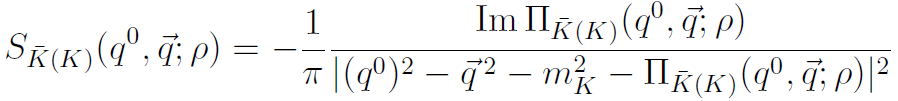 $S_{\bar{K}(K)}(q^0, \vec{q}; \rho) = -\frac{1}{\pi} \frac{\operatorname{Im} \Pi_{\bar{K}(K)}(q^0, \vec{q}; \rho)}{|(q^0)^2 - \vec{q}^{\,2} - m_K^2 - \Pi_{\bar{K}(K)}(q^0, \vec{q}; \rho)|^2}$